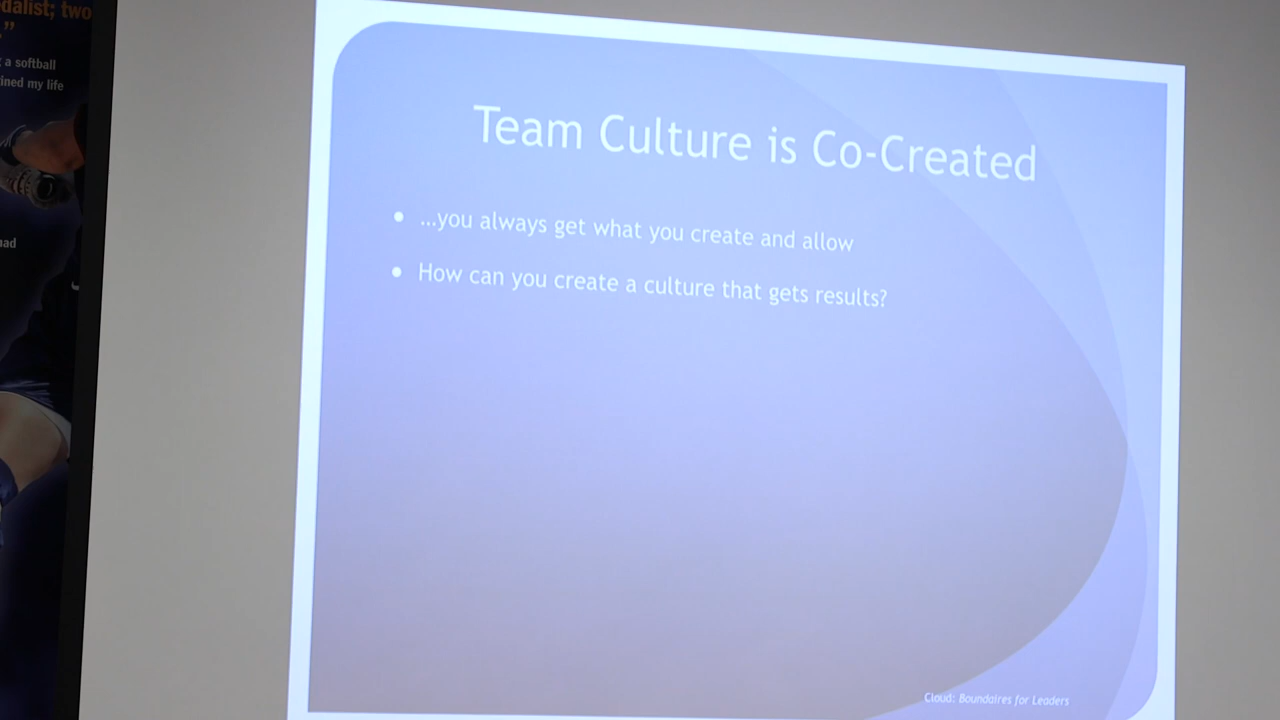 dalist; two
."
a softball
ined my life
ad
Team Culture is Co-Created
...you always get what you create and allow
How can you create a culture that gets results?
Cloud: Boundaires for Leaders